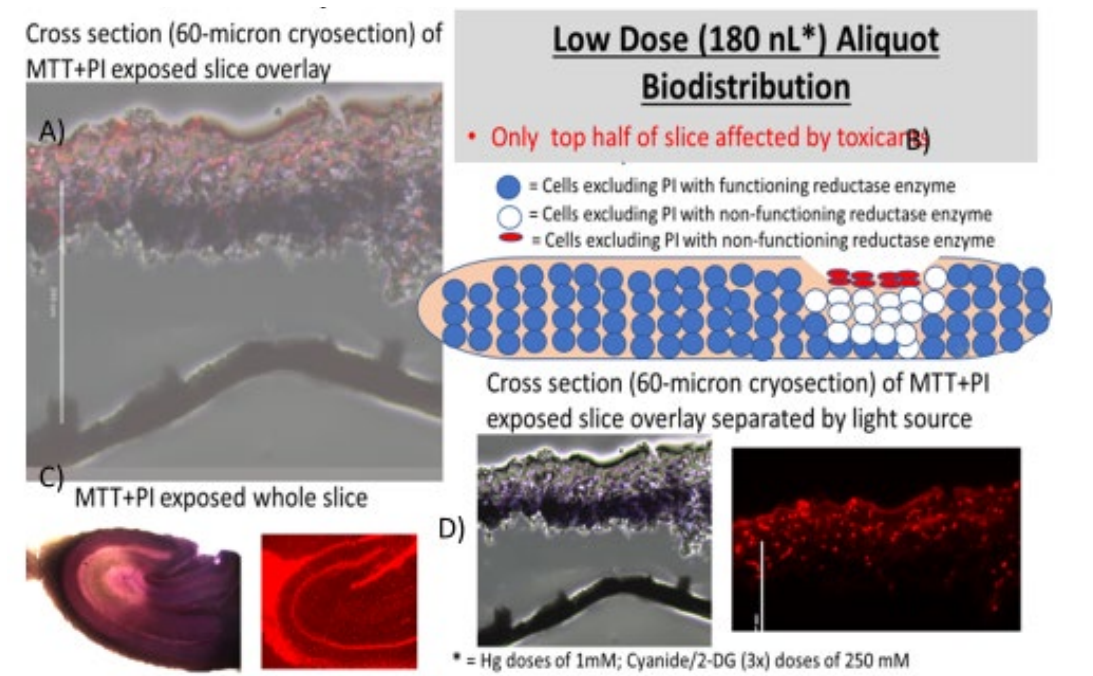 Cross section (60-micron cryosection) of
MTT+PI exposed slice overlay
A)
Low Dose (180 nL*) Aliquot
Biodistribution
• Only top half of slice affected by toxicants
B)
= Cells excluding PI with functioning reductase enzyme
= Cells excluding PI with non-functioning reductase enzyme
= Cells excluding PI with non-functioning reductase enzyme
Cross section (60-micron cryosection) of MTT+PI
exposed slice overlay separated by light source
C)
MTT+PI exposed whole slice
D)
* = Hg doses of 1mM; Cyanide/2-DG (3x) doses of 250 mM